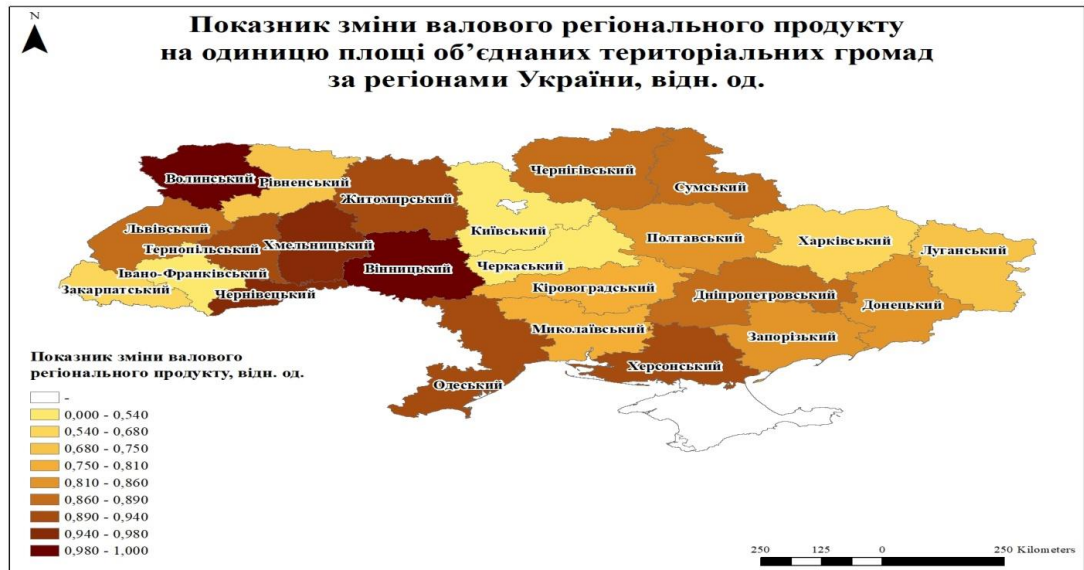 N
Показник зміни валового регіонального продукту
на одиницю площі об’єднаних територіальних громад
за регіонами України, відн. од.
Чернігівський
Волинський
Рівненський
Сумський
Житомирський
Львівський
Київський
Полтавський
Харківський
Луганський
Тернопільський
Хмельницький
Вінницький
Черкаський
Івано-Франківський
Закарпатський
Чернівецький
Кіровоградський
Дніпропетровський
Донецький
Миколаївський
Запорізький
Херсонський
Одеський
Показник зміни валового
регіонального продукту, відн. од.
-
0,000 - 0,540
0,540 - 0,680
0,680 - 0,750
0,750 - 0,810
0,810 - 0,860
0,860 - 0,890
0,890 - 0,940
0,940 - 0,980
0,980 - 1,000
250 125 0 250 Kilometers